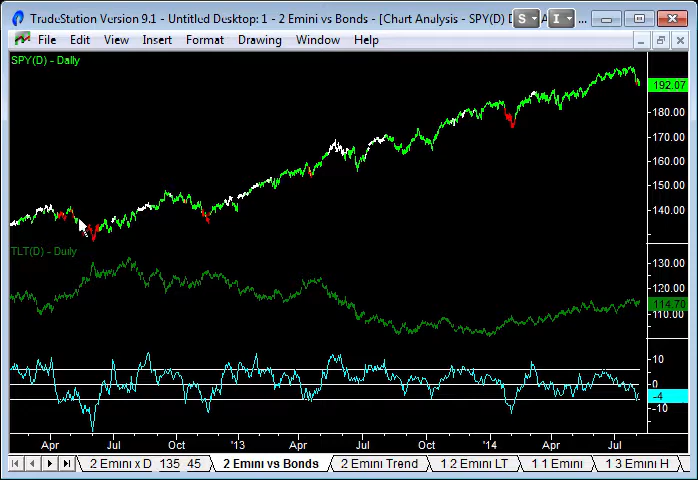 TradeStation Version 9.1 - Untitled Desktop: 1 - 2 Emini vs Bonds - [Chart Analysis - SPY(D) D
S I
File Edit View Insert Format Drawing Window Help
SPY(D) - Daily
192.07
180.00
170.00
160.00
150.00
140.00
TLT(D) - Daily
130.00
120.00
114.70
110.00
10
0
-4
-10
Apr Jul Oct '13 Apr Jul Oct '14 Apr Jul
2 Emini x D 135 45 2 Emini vs Bonds 2 Emini Trend 1 2 Emini LT 1 1 Emini 1 3 Emini H